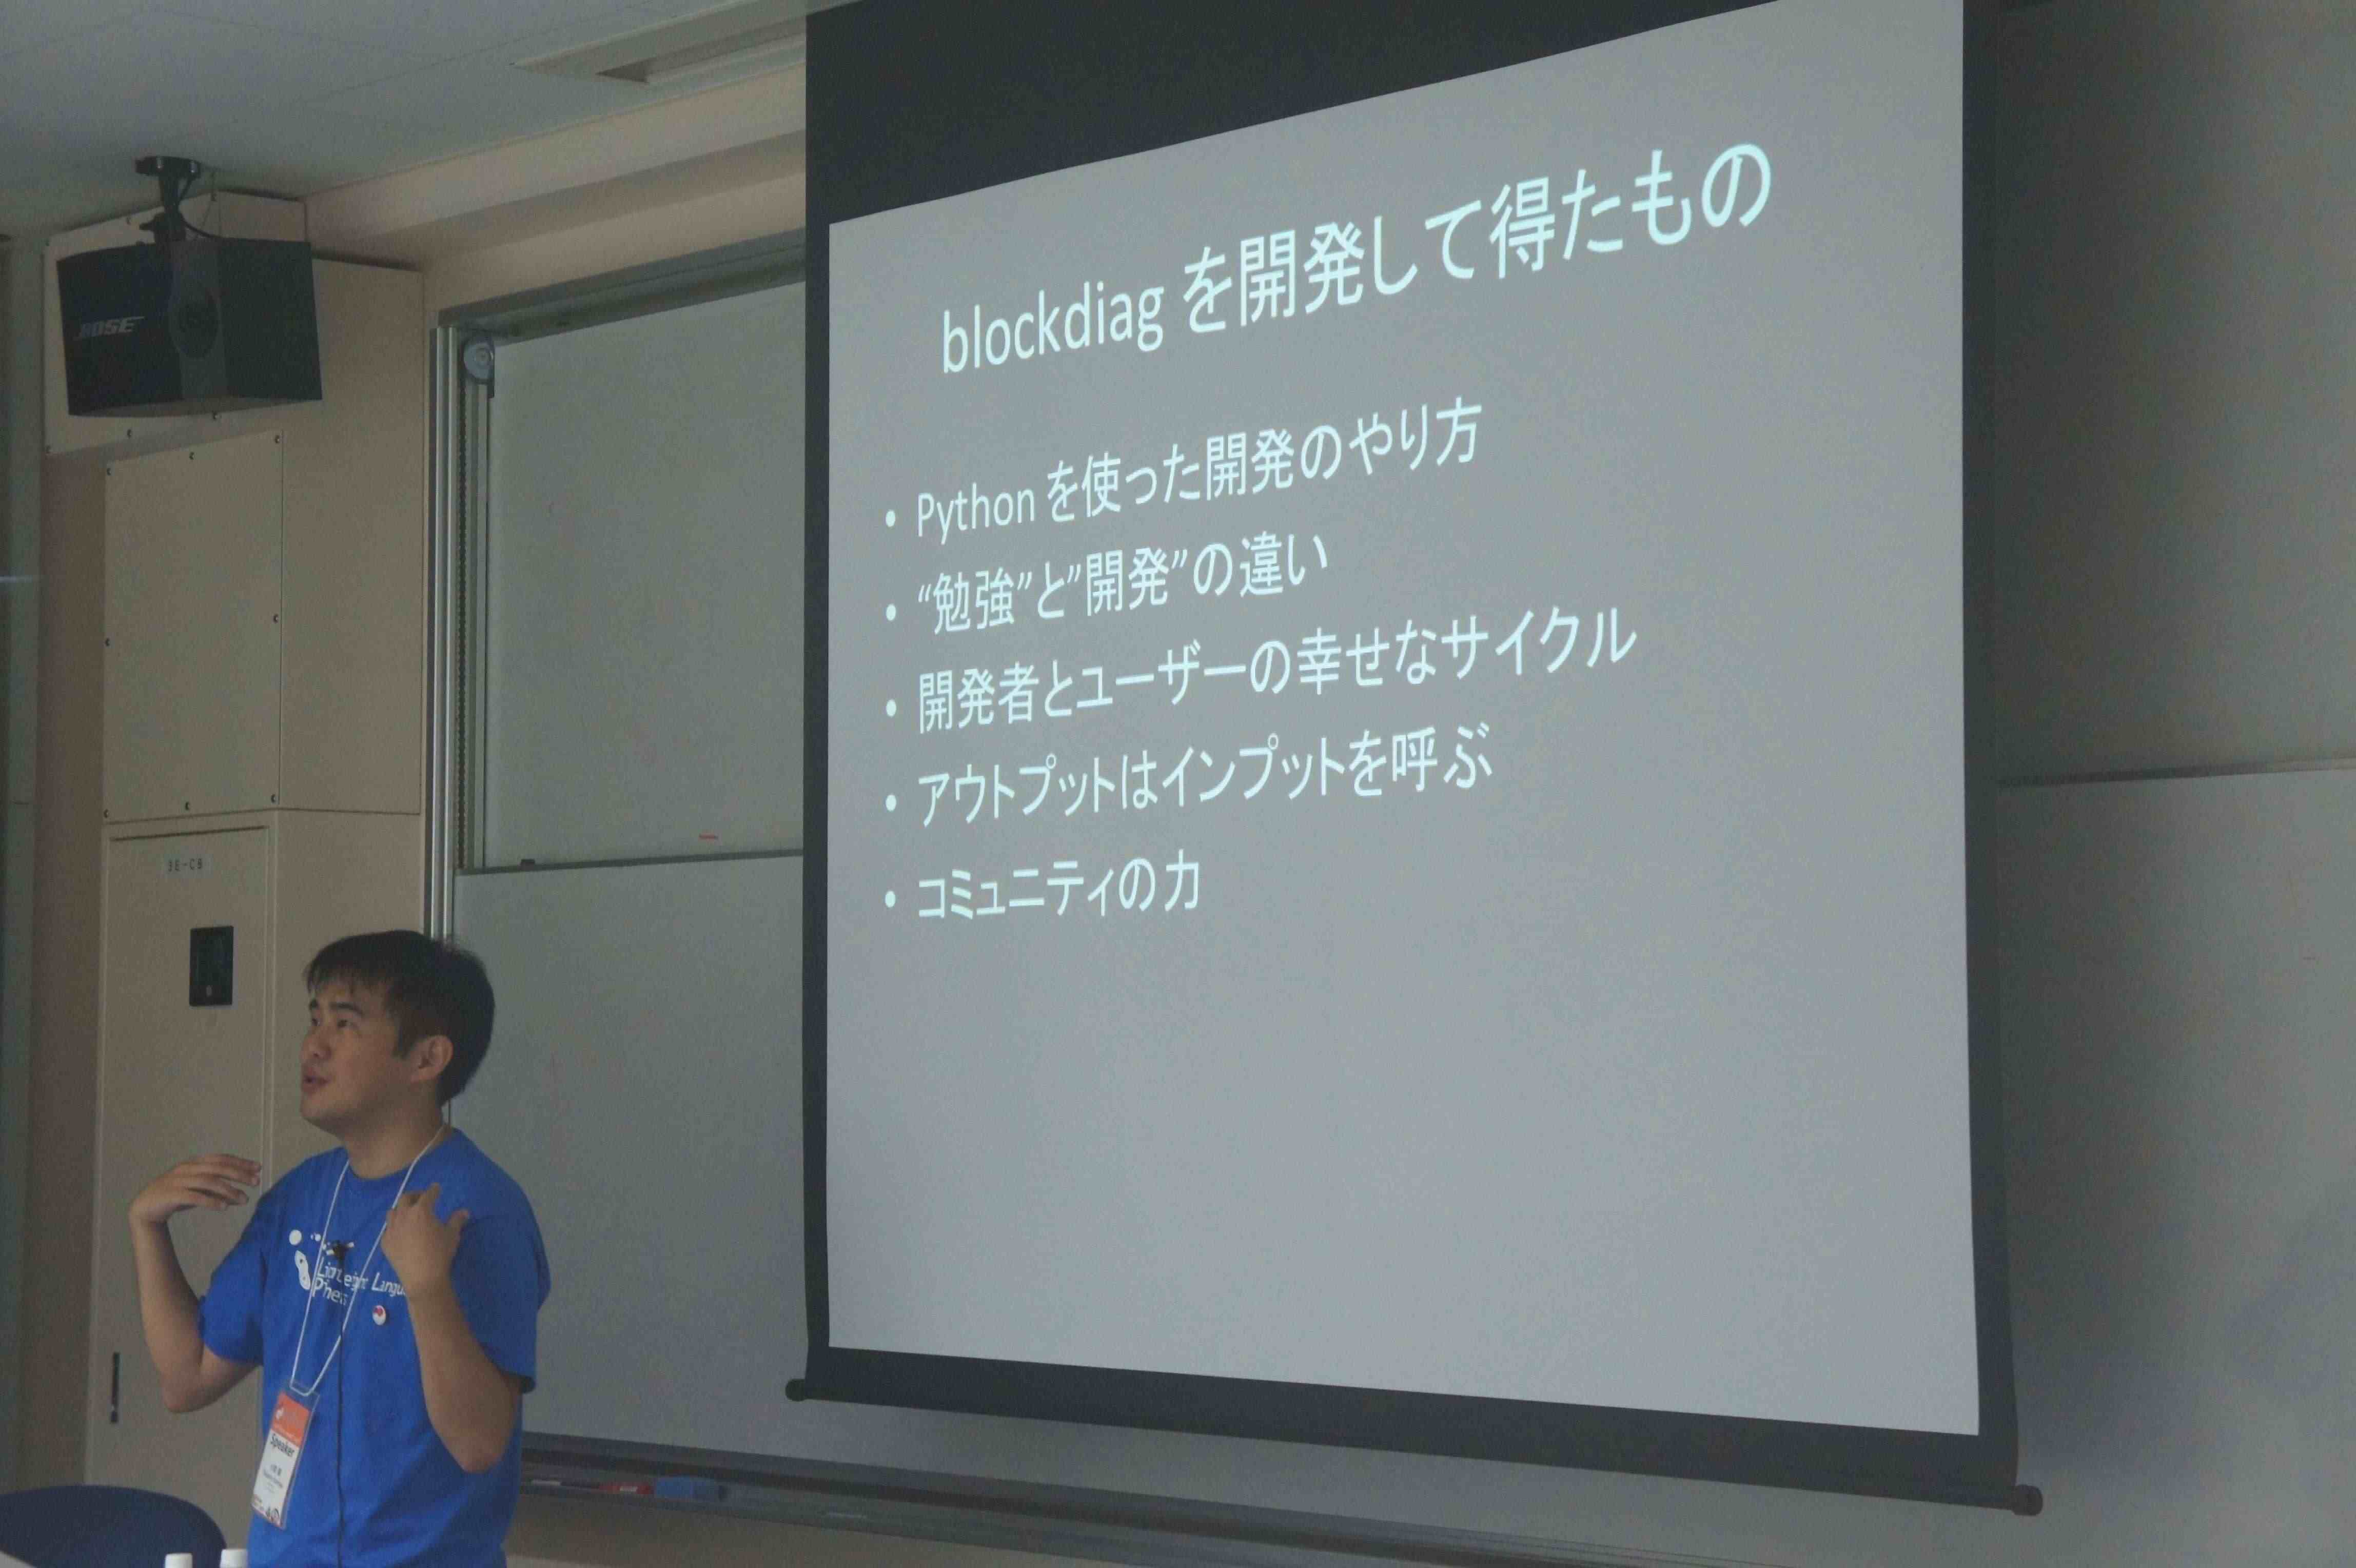 BOSE
blockdiag を開発して得たもの
• Python を使った開発のやり方
• “勉強”と”開発”の違い
• 開発者とユーザーの幸せなサイクル
• アウトプットはインプットを呼ぶ
• コミュニティの力
9E-C8
Speaker